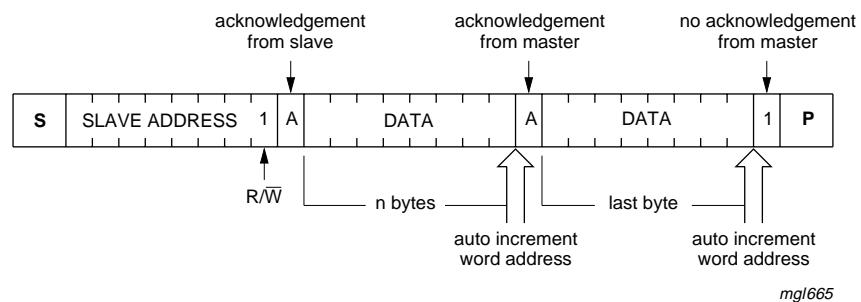 acknowledgement from slave
acknowledgement from master
no acknowledgement from master
S SLAVE ADDRESS 1 A DATA A DATA 1 P
R/W̅
n bytes
last byte
auto increment word address
auto increment word address
mgl665